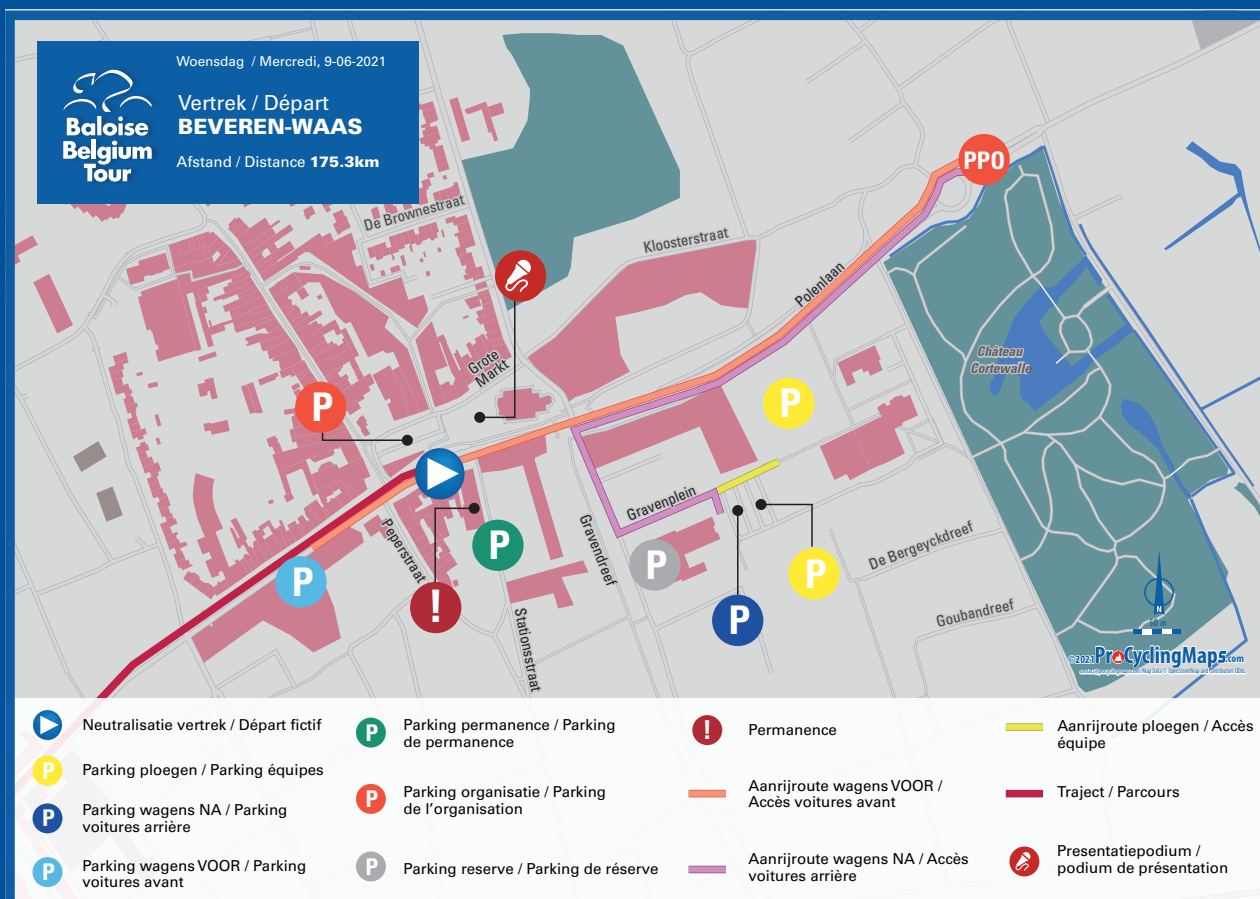 Woensdag / Mercredi, 9-06-2021
Vertrek / Départ
BEVEREN-WAAS
Afstand / Distance 175.3km
Baloise
Belgium
Tour
De Brownestraat
Kloosterstraat
PPO
Polenlaan
Grote
Markt
Château
Cortewalle
P
P
Gravenplein
Peperstraat
P
Gravendreef
P
De Bergeyckdreef
P
P
!
P
Goubandreef
Stationsstraat
N
50 m
©2021 ProCyclingMaps.com
Neutralisatie vertrek / Départ fictif
P Parking ploegen / Parking équipes
P Parking wagens NA / Parking
voitures arrière
P Parking wagens VOOR / Parking
voitures avant
P Parking permanence / Parking
de permanence
P Parking organisatie / Parking
de l'organisation
P Parking reserve / Parking de réserve
! Permanence
Aanrijroute wagens VOOR /
Accès voitures avant
Aanrijroute wagens NA / Accès
voitures arrière
Aanrijroute ploegen / Accès
équipe
Traject / Parcours
Presentatiepodium /
podium de présentation